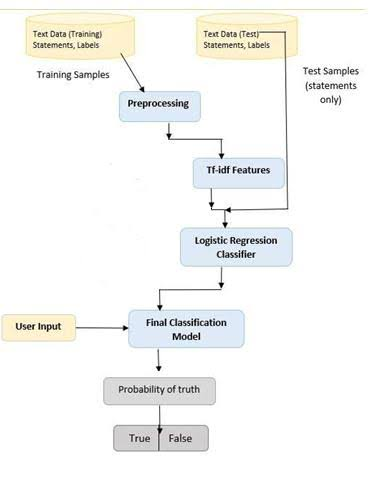 Text Data (Training)
Statements, Labels
Text Data (Test)
Statements, Labels
Training Samples
Test Samples
(statements
only)
Preprocessing
Tf-idf Features
Logistic Regression
Classifier
User Input
Final Classification
Model
Probability of truth
True
False